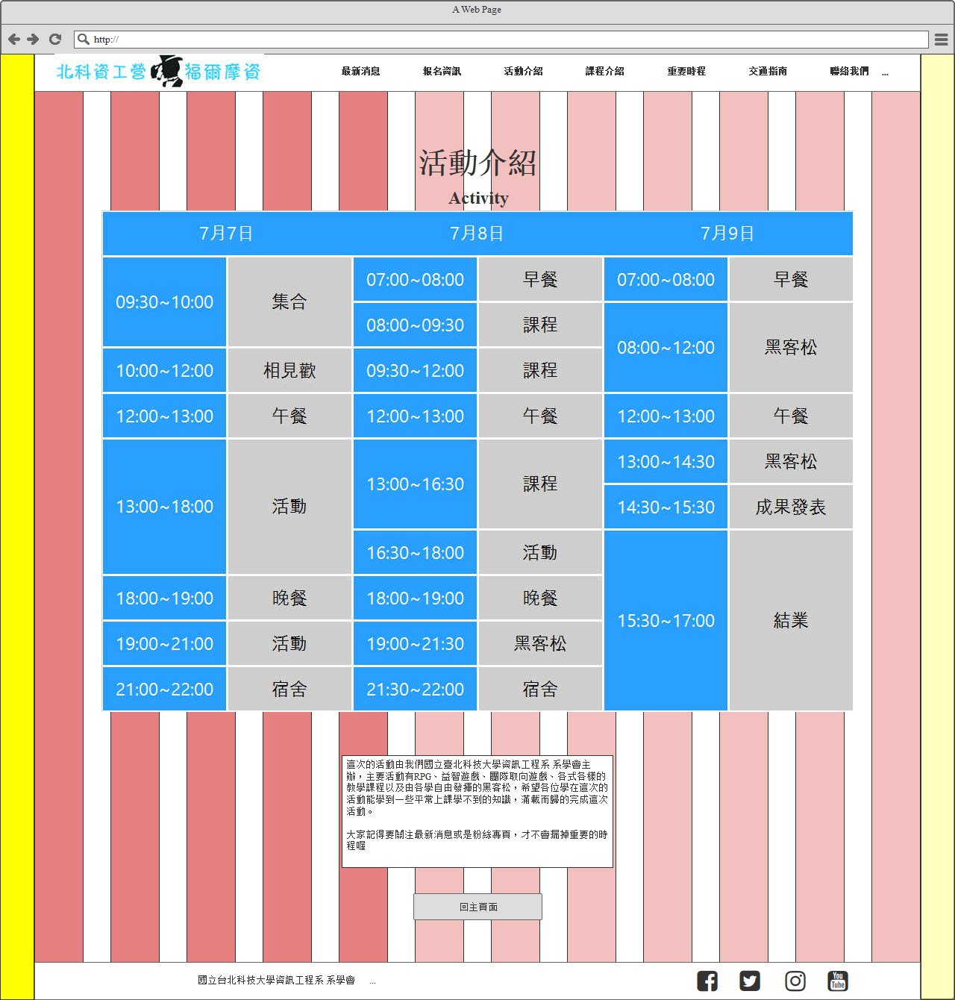 A Web Page
http://
北科資工營 福爾摩資
最新消息 報名資訊 活動介紹 課程介紹 重要時程 交通指南 聯絡我們 ...
活動介紹
Activity
7月7日 7月8日 7月9日
09:30~10:00 集合 07:00~08:00 早餐 07:00~08:00 早餐
08:00~09:30 課程 08:00~12:00 黑客松
10:00~12:00 相見歡 09:30~12:00 課程
12:00~13:00 午餐 12:00~13:00 午餐 12:00~13:00 午餐
13:00~18:00 活動 13:00~16:30 課程 13:00~14:30 黑客松
14:30~15:30 成果發表
16:30~18:00 活動 15:30~17:00 結業
18:00~19:00 晚餐 18:00~19:00 晚餐
19:00~21:00 活動 19:00~21:30 黑客松
21:00~22:00 宿舍 21:30~22:00 宿舍
這次的活動由我們國立臺北科技大學資訊工程系 系學會主
辦，主要活動有RPG、益智遊戲、團隊取向遊戲、各式各樣的
教學課程以及由各學自由發揮的黑客松，希望各位學在這次的
活動能學到一些平常上課學不到的知識，滿載而歸的完成這次
活動。
大家記得要關注最新消息或是粉絲專頁，才不會漏掉重要的時
程喔
回主頁面
國立台北科技大學資訊工程系 系學會 ...
You
Tube